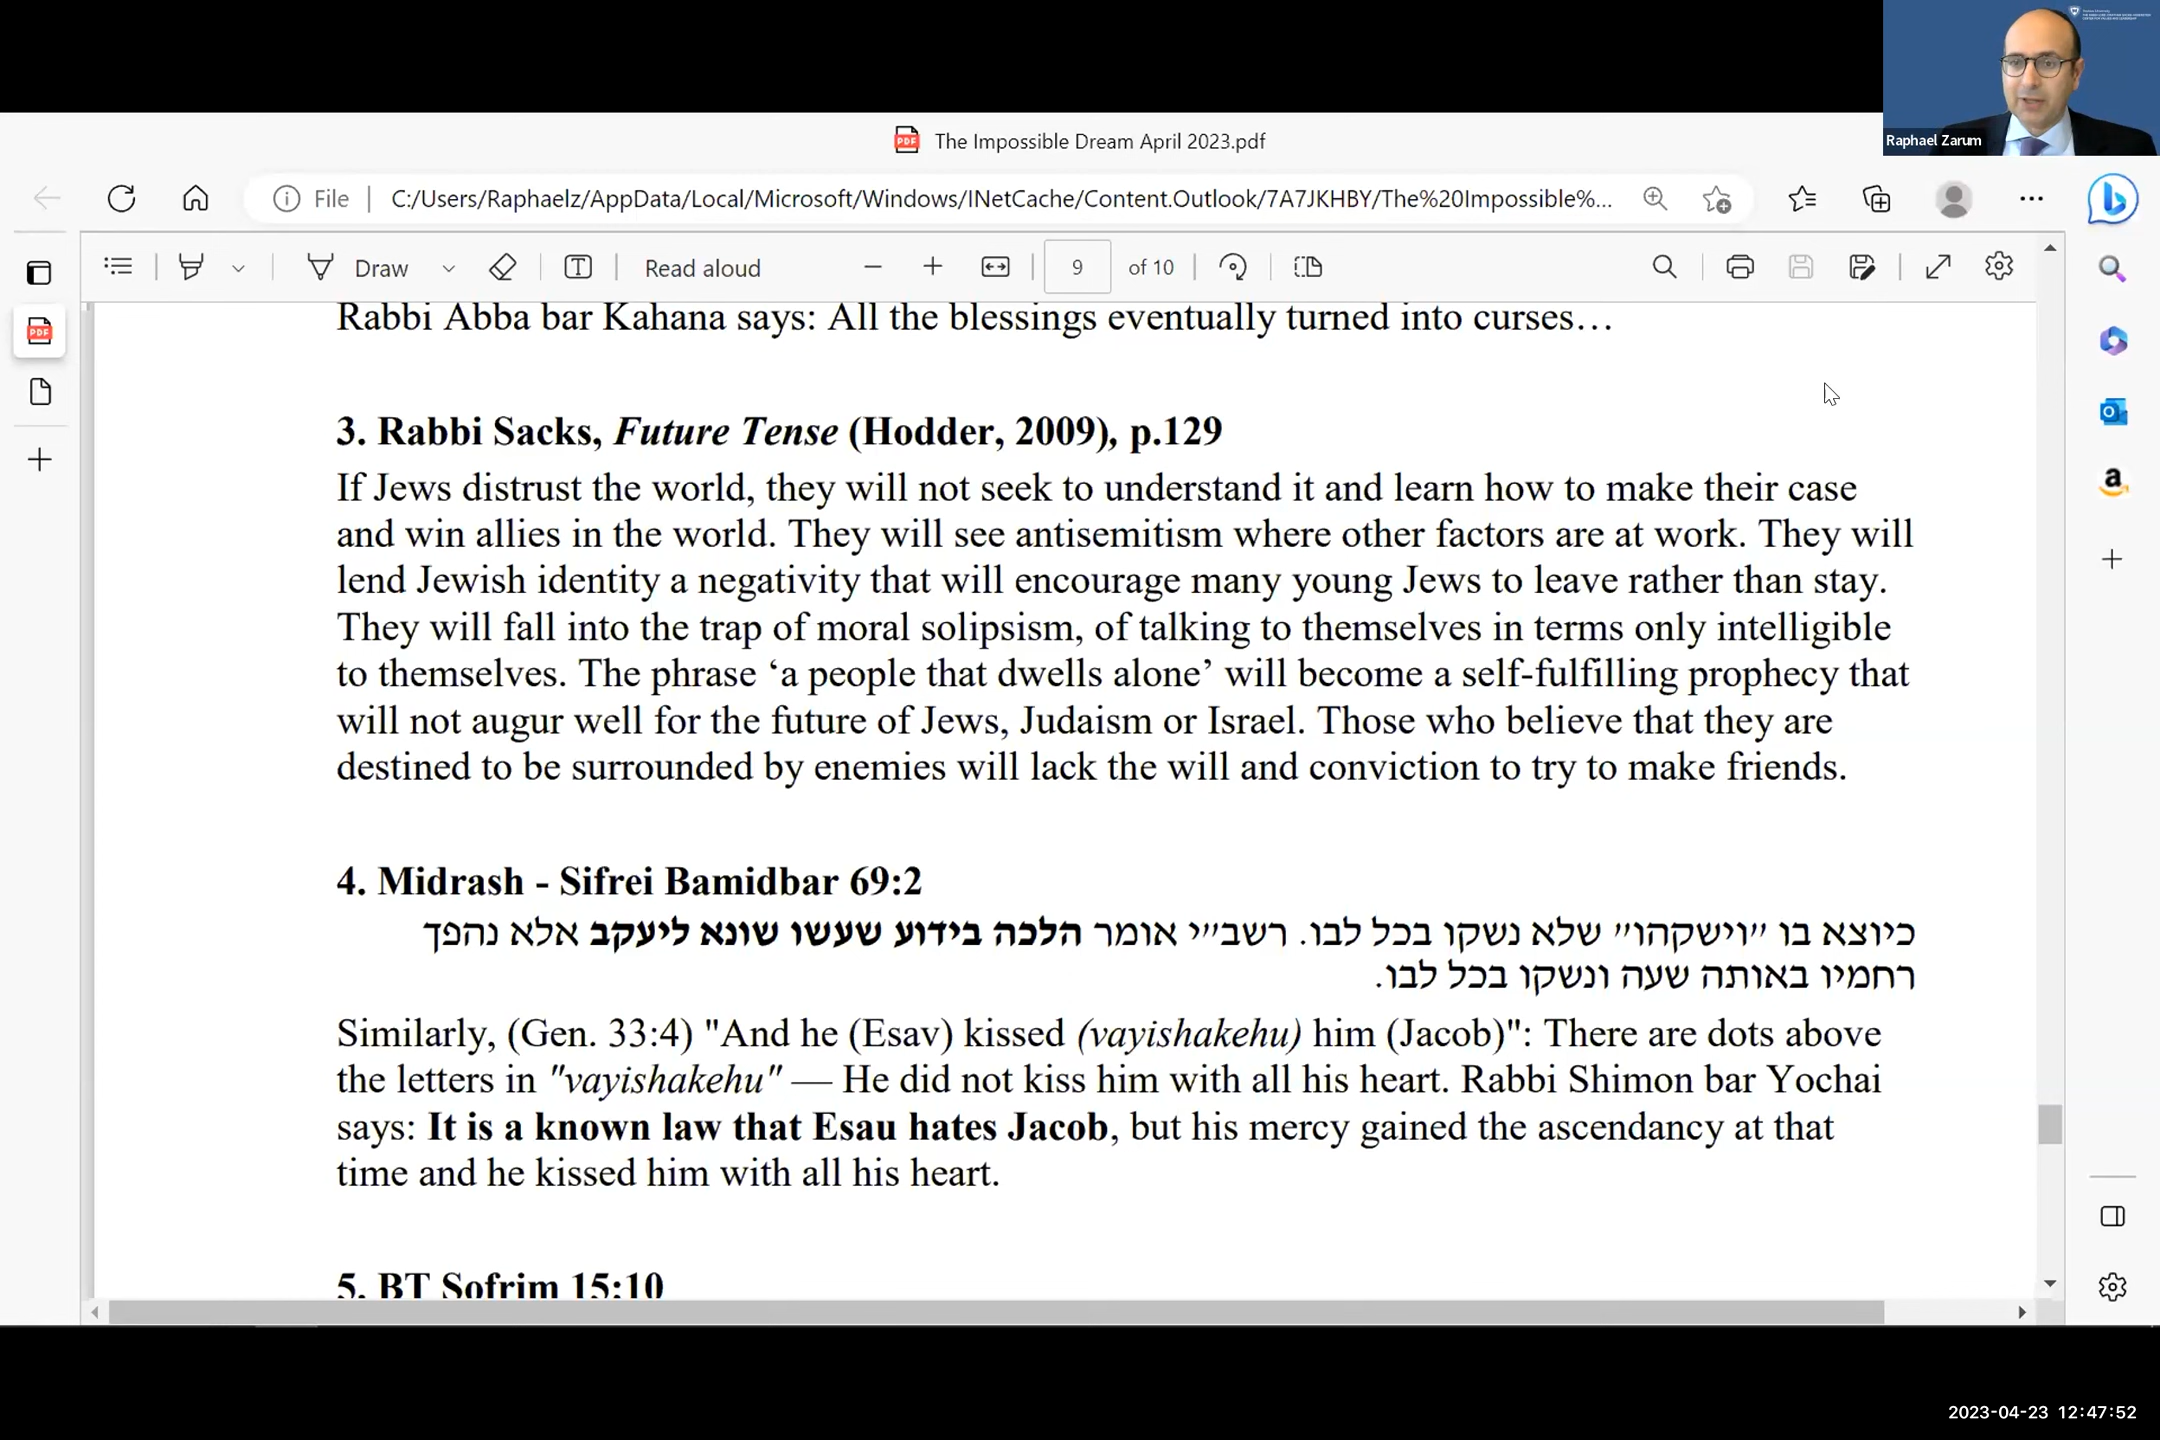 The Impossible Dream April 2023.pdf
Raphael Zarum
File
C:/Users/Raphaelz/AppData/Local/Microsoft/Windows/INetCache/Content.Outlook/7A7JKHBY/The%20Impossible%...
Draw
Read aloud
9 of 10
Rabbi Abba bar Kahana says: All the blessings eventually turned into curses…
3. Rabbi Sacks, Future Tense (Hodder, 2009), p.129
If Jews distrust the world, they will not seek to understand it and learn how to make their case
and win allies in the world. They will see antisemitism where other factors are at work. They will
lend Jewish identity a negativity that will encourage many young Jews to leave rather than stay.
They will fall into the trap of moral solipsism, of talking to themselves in terms only intelligible
to themselves. The phrase ‘a people that dwells alone’ will become a self-fulfilling prophecy that
will not augur well for the future of Jews, Judaism or Israel. Those who believe that they are
destined to be surrounded by enemies will lack the will and conviction to try to make friends.
4. Midrash - Sifrei Bamidbar 69:2
כיוצא בו ״וישקהו״ שלא נשקו בכל לבו. רשב״י אומר הלכה בידוע שעשו שונא ליעקב אלא נהפך
רחמיו באותה שעה ונשקו בכל לבו.
Similarly, (Gen. 33:4) "And he (Esav) kissed (vayishakehu) him (Jacob)": There are dots above
the letters in "vayishakehu" — He did not kiss him with all his heart. Rabbi Shimon bar Yochai
says: It is a known law that Esau hates Jacob, but his mercy gained the ascendancy at that
time and he kissed him with all his heart.
5. BT Sofrim 15:10
2023-04-23 12:47:52